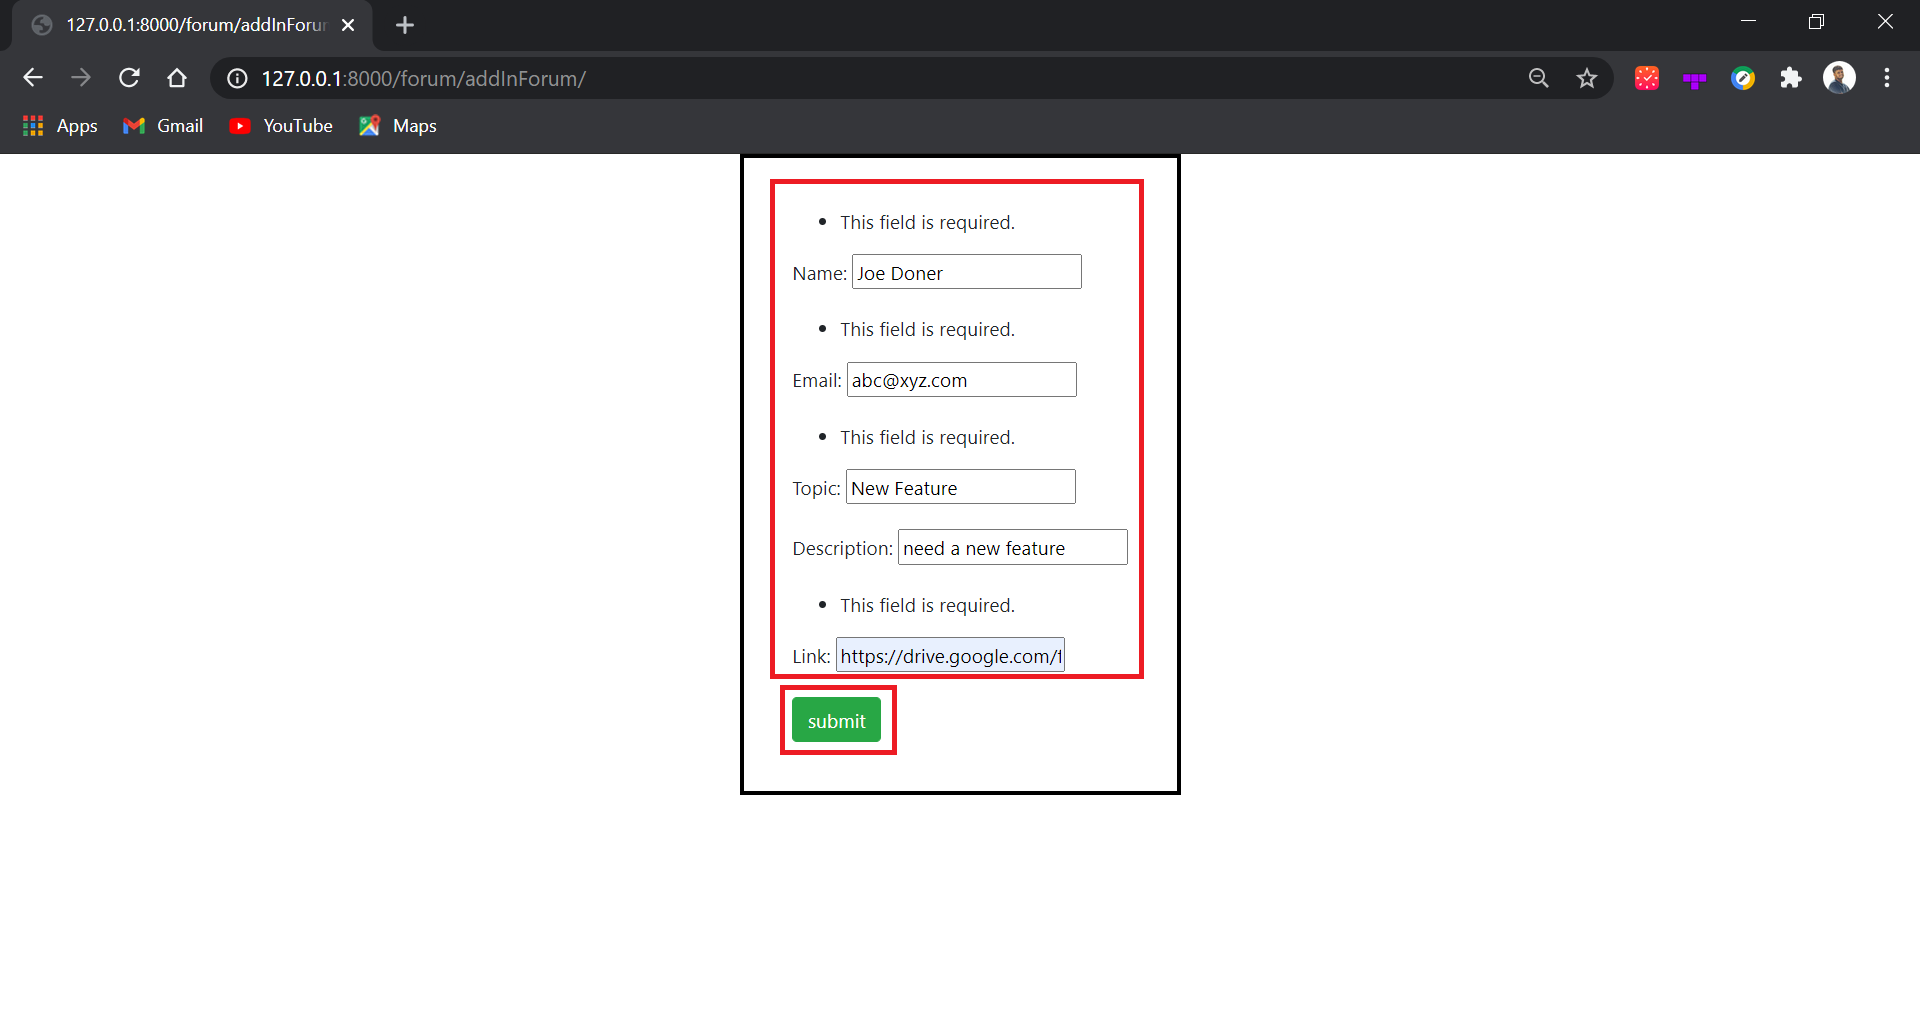 127.0.0.1:8000/forum/addInForu
127.0.0.1:8000/forum/addInForum/
Apps Gmail YouTube Maps
• This field is required.
Name: Joe Doner
• This field is required.
Email: abc@xyz.com
• This field is required.
Topic: New Feature
Description: need a new feature
• This field is required.
Link: https://drive.google.com/f
submit